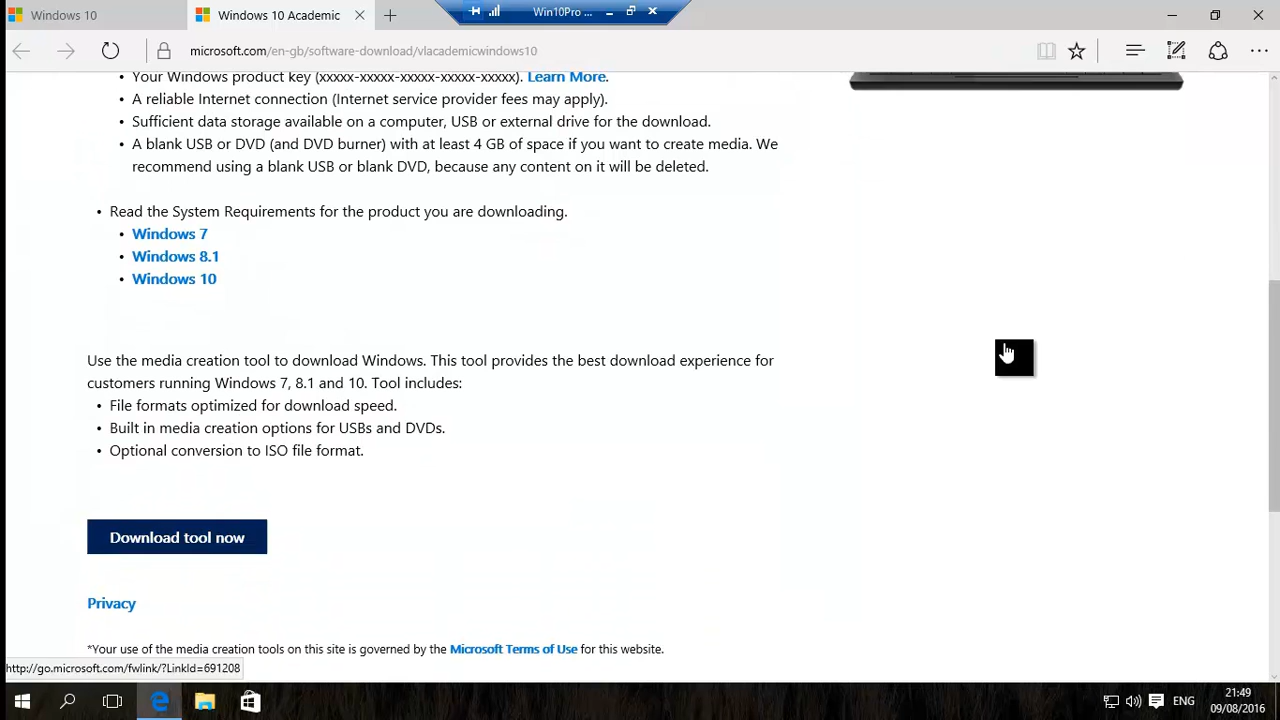 Windows 10
Windows 10 Academic
Win10Pro
microsoft.com/en-gb/software-download/vlacademicwindows10
• Your Windows product key (xxxxx-xxxxx-xxxxx-xxxxx-xxxxx). Learn More.
• A reliable Internet connection (Internet service provider fees may apply).
• Sufficient data storage available on a computer, USB or external drive for the download.
• A blank USB or DVD (and DVD burner) with at least 4 GB of space if you want to create media. We
recommend using a blank USB or blank DVD, because any content on it will be deleted.
• Read the System Requirements for the product you are downloading.
• Windows 7
• Windows 8.1
• Windows 10
Use the media creation tool to download Windows. This tool provides the best download experience for
customers running Windows 7, 8.1 and 10. Tool includes:
• File formats optimized for download speed.
• Built in media creation options for USBs and DVDs.
• Optional conversion to ISO file format.
Download tool now
Privacy
*Your use of the media creation tools on this site is governed by the Microsoft Terms of Use for this website.
http://go.microsoft.com/fwlink/?LinkId=691208
ENG
21:49
09/08/2016